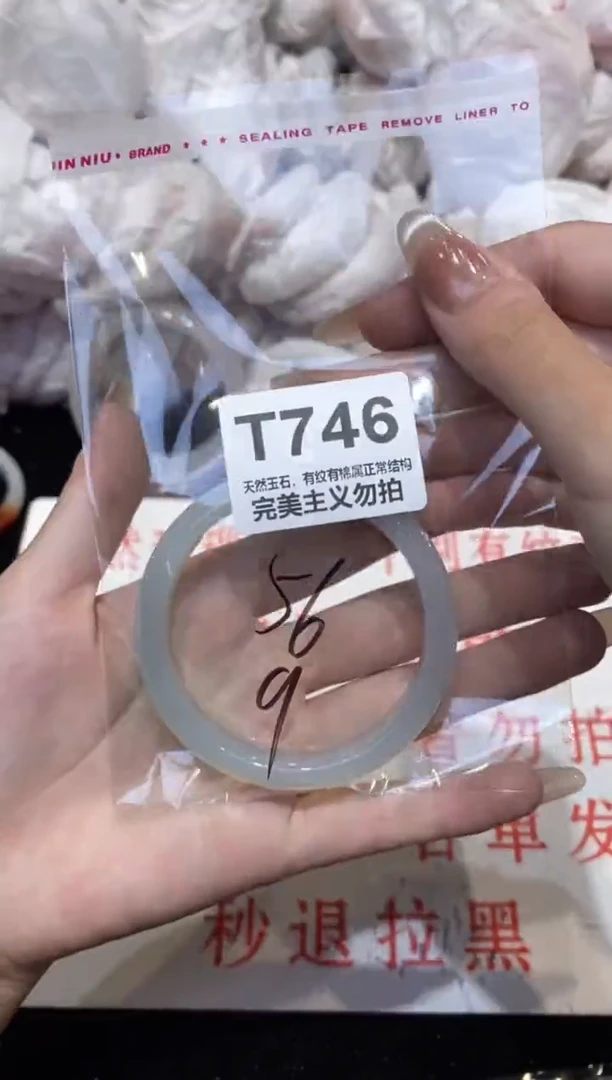 JINNIU* BRAND * * * SEALING TAPE REMOVE LINER TO
T746
天然玉石，有纹有棉属正常结构
完美主义勿拍
56
9
勿拍
单发
秒退拉黑